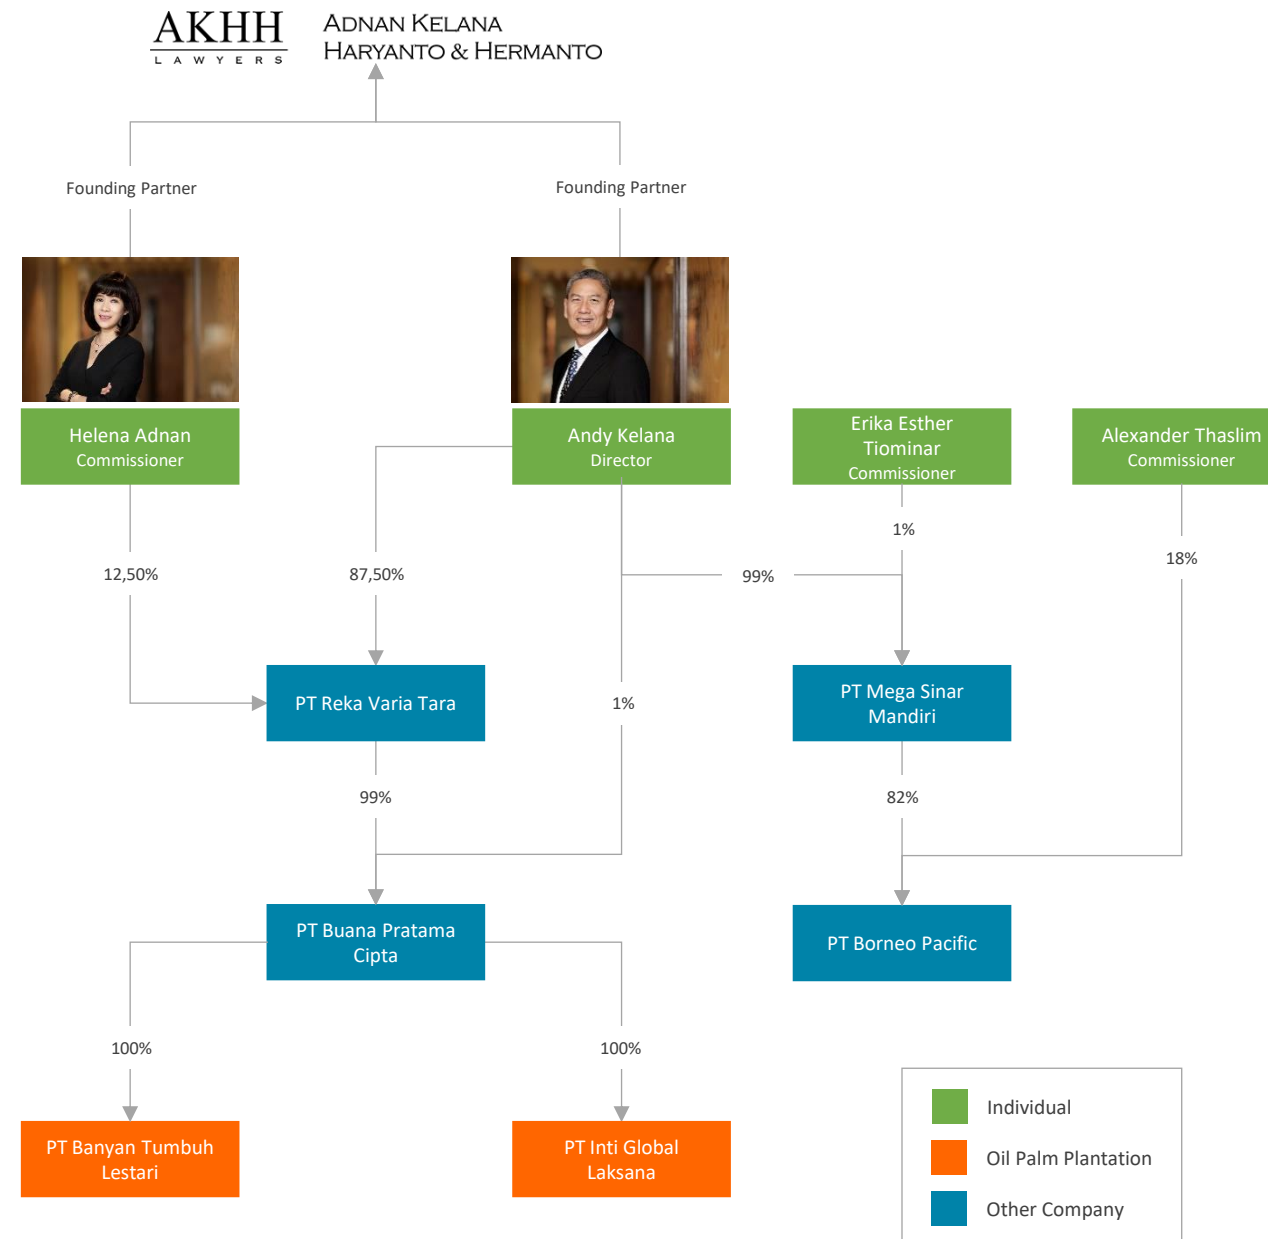 AKHH
LAWYERS
ADNAN KELANA
HARYANTO & HERMANTO
Founding Partner
Founding Partner
Helena Adnan
Commissioner
Andy Kelana
Director
Erika Esther
Tiominar
Commissioner
Alexander Thaslim
Commissioner
1%
18%
12,50%
87,50%
99%
PT Reka Varia Tara
1%
PT Mega Sinar
Mandiri
99%
82%
PT Buana Pratama
Cipta
PT Borneo Pacific
100%
100%
PT Banyan Tumbuh
Lestari
PT Inti Global
Laksana
Individual
Oil Palm Plantation
Other Company